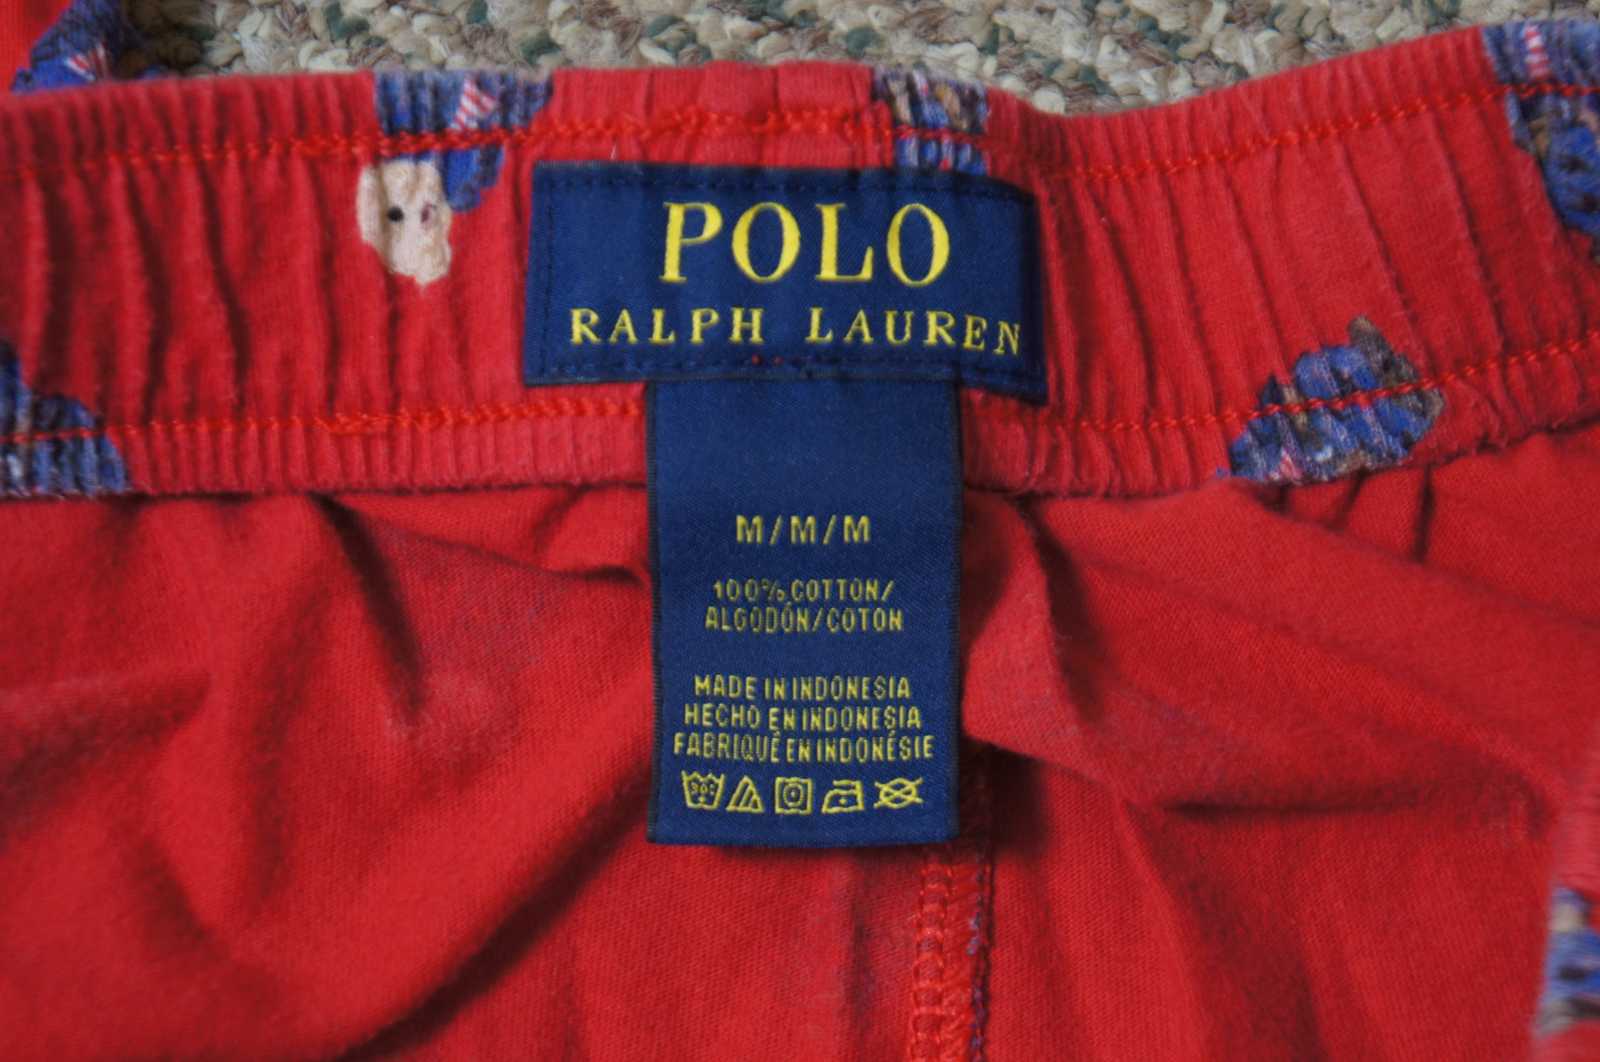 POLO
RALPH LAUREN
M/M/M
100% COTTON/
ALGODÓN/COTON
MADE IN INDONESIA
HECHO EN INDONESIA
FABRIQUÉ EN INDONÉSIE